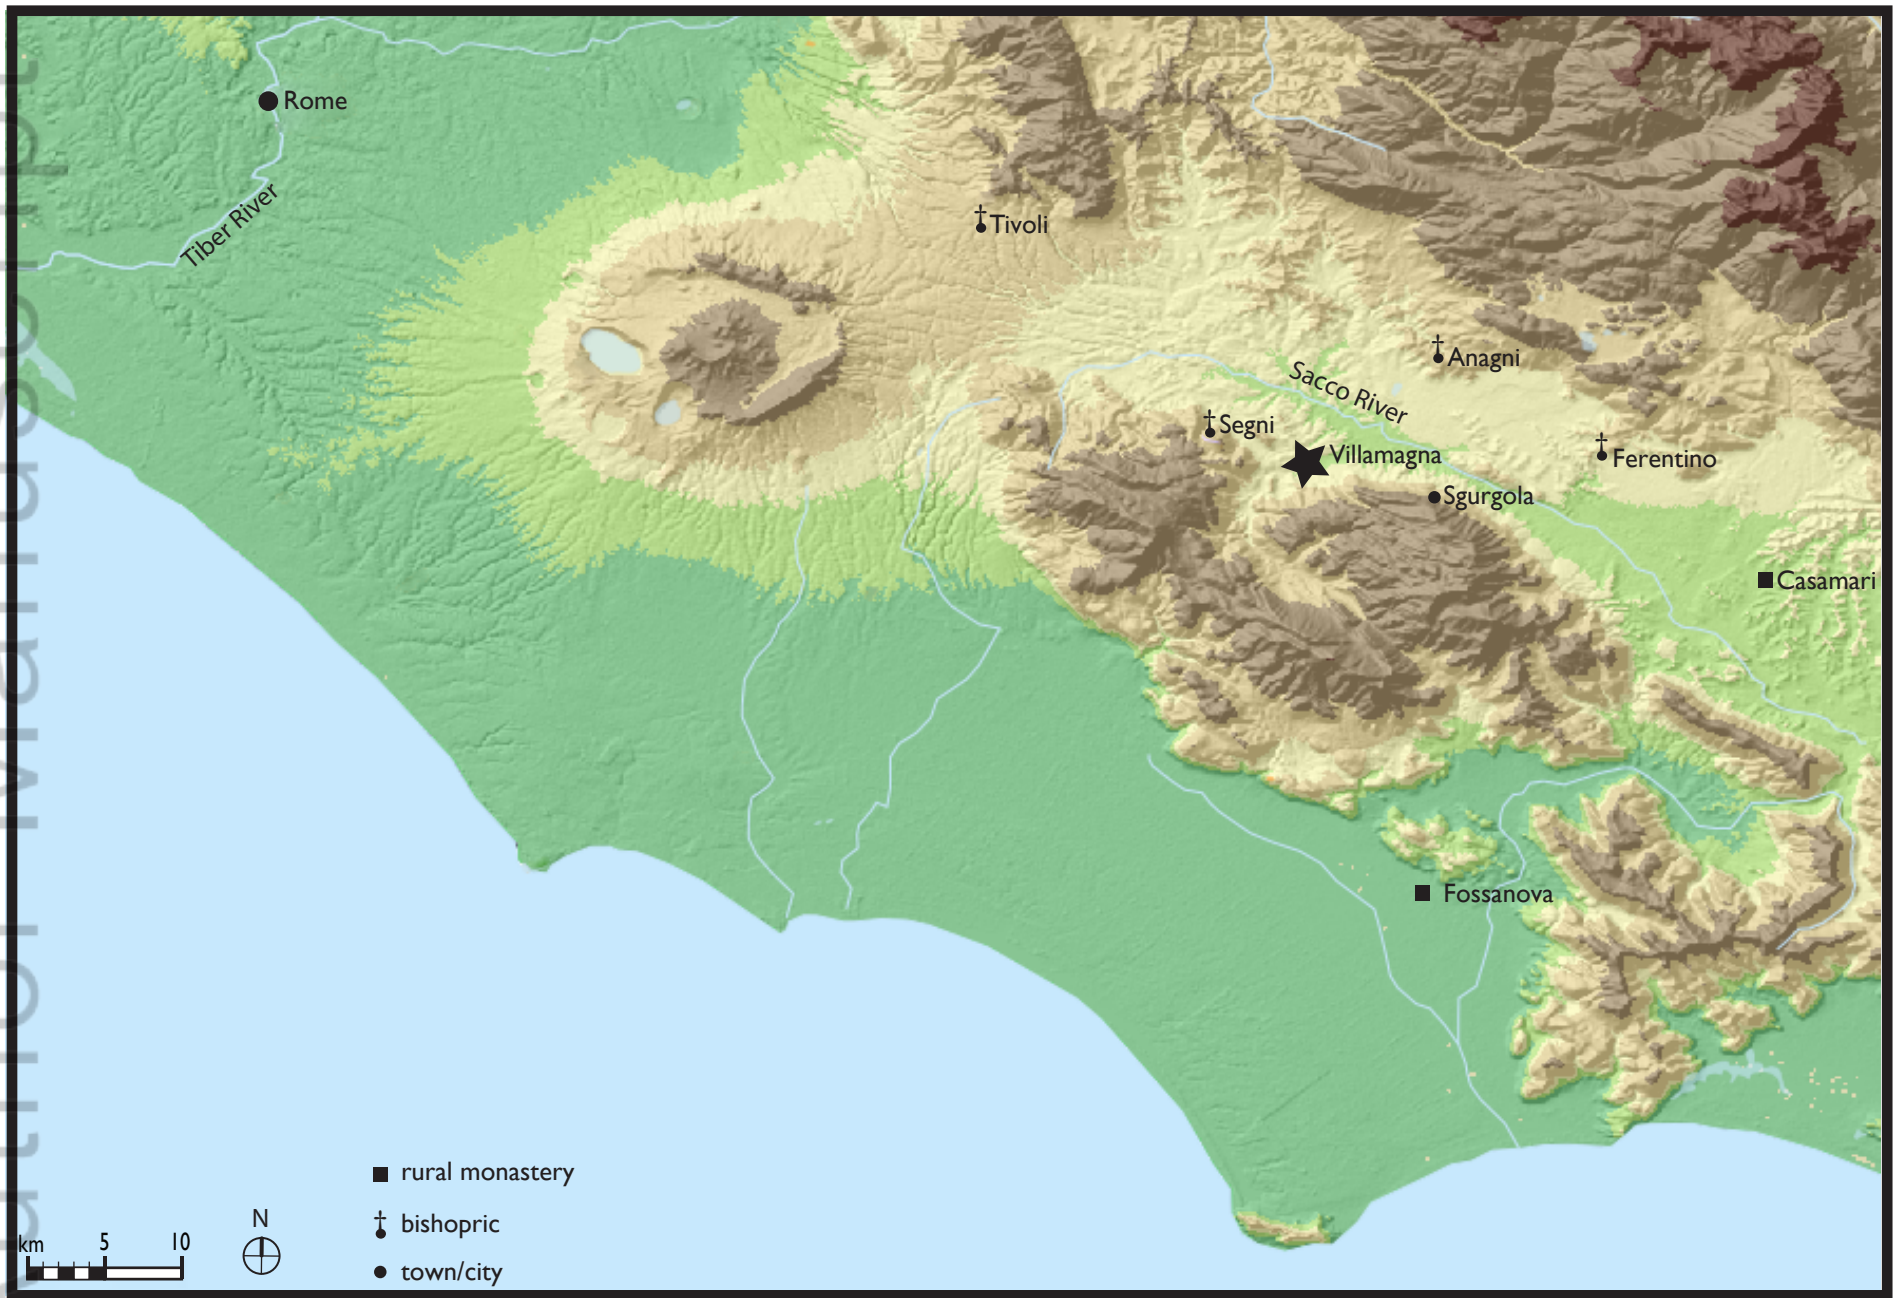 Rome
Tiber River
Tivoli
Anagni
Sacco River
Segni
Villamagna
Ferentino
Sgurgola
Casamari
Fossanova
rural monastery
N
bishopric
km 5 10
town/city